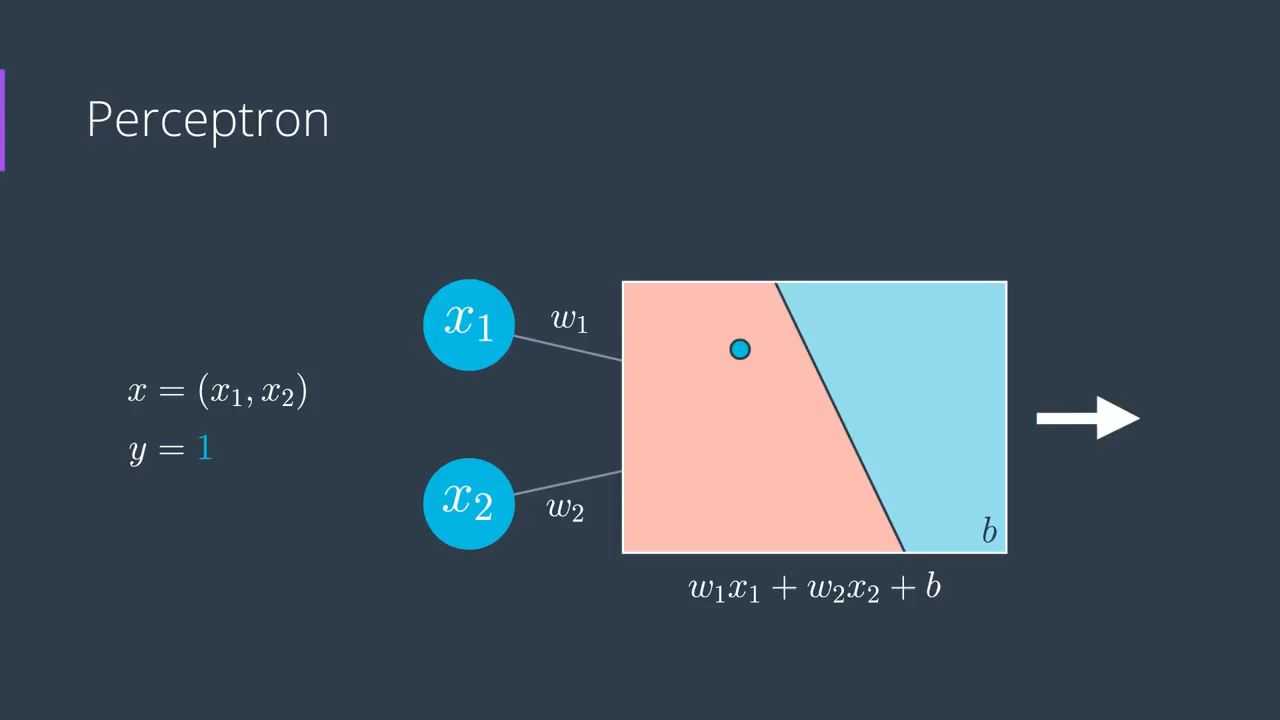 Perceptron
x₁
w₁
x = (x₁, x₂)
y = 1
x₂
w₂
b
w₁x₁ + w₂x₂ + b